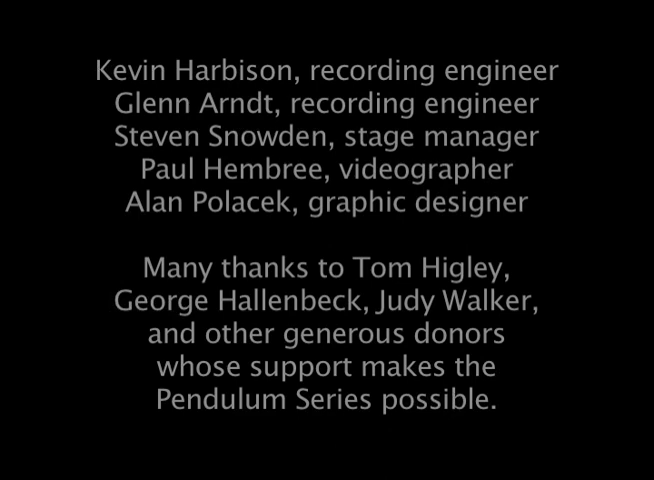 Kevin Harbison, recording engineer
Glenn Arndt, recording engineer
Steven Snowden, stage manager
Paul Hembree, videographer
Alan Polacek, graphic designer
Many thanks to Tom Higley,
George Hallenbeck, Judy Walker,
and other generous donors
whose support makes the
Pendulum Series possible.